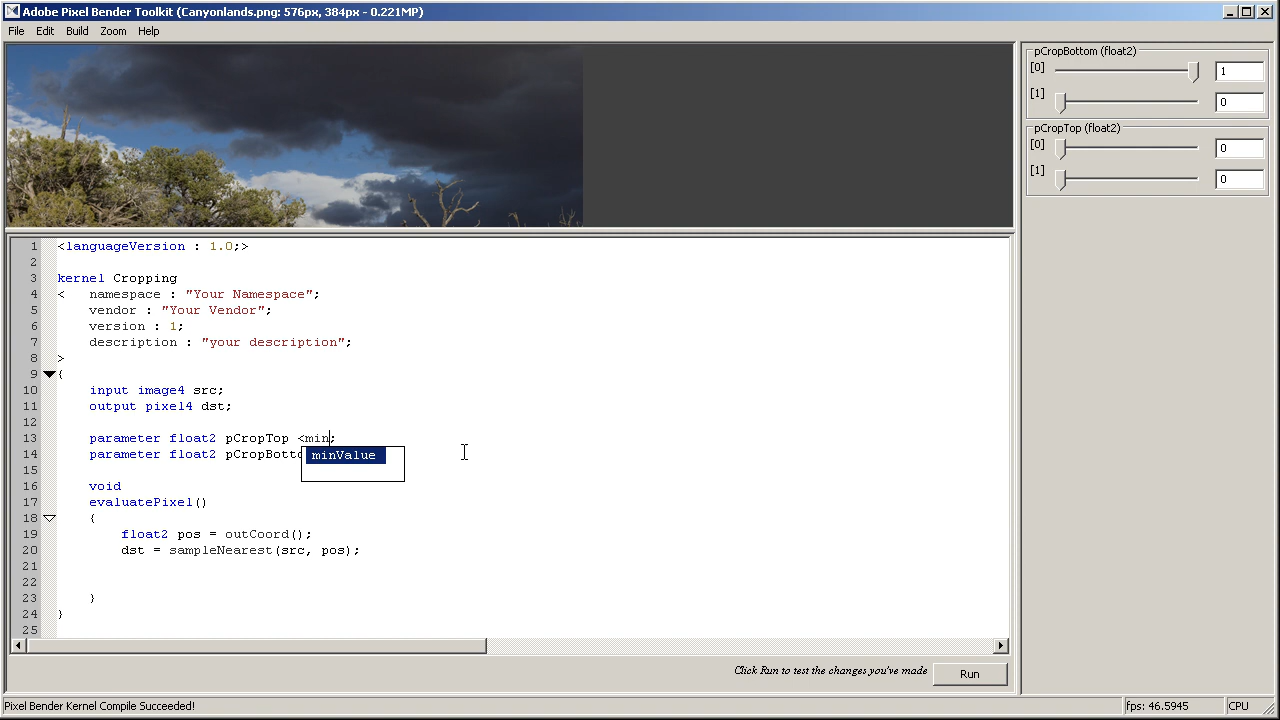 Adobe Pixel Bender Toolkit (Canyonlands.png: 576px, 384px - 0.221MP)
File Edit Build Zoom Help
pCropBottom (float2)
[0] 1
[1] 0
pCropTop (float2)
[0] 0
[1] 0
1 <languageVersion : 1.0;>
2
3 kernel Cropping
4 < namespace : "Your Namespace";
5 vendor : "Your Vendor";
6 version : 1;
7 description : "your description";
8 >
9 {
10 input image4 src;
11 output pixel4 dst;
12
13 parameter float2 pCropTop <min;
14 parameter float2 pCropBotto
minValue
15
16 void
17 evaluatePixel()
18 {
19 float2 pos = outCoord();
20 dst = sampleNearest(src, pos);
21
22
23 }
24 }
25
Click Run to test the changes you've made Run
Pixel Bender Kernel Compile Succeeded! fps: 46.5945 CPU